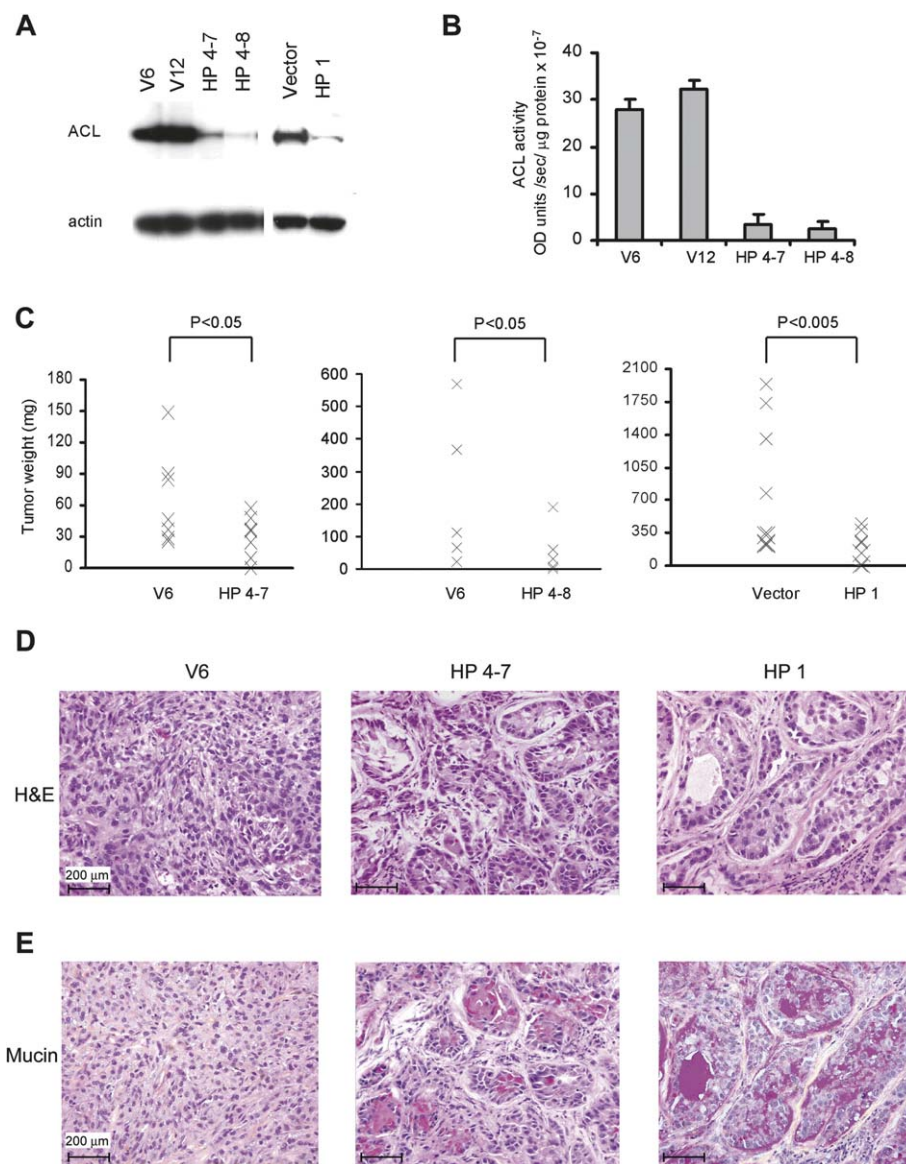 A
V6 V12 HP 4-7 HP 4-8 Vector HP 1
ACL
actin
B
ACL activity
OD units /sec/ μg protein x 10-7
40
30
20
10
0
V6 V12 HP 4-7 HP 4-8
C
P<0.05 P<0.05 P<0.005
Tumor weight (mg)
180
150
120
90
60
30
0
V6 HP 4-7
600
500
400
300
200
100
0
V6 HP 4-8
2100
1750
1400
1050
700
350
0
Vector HP 1
D
V6 HP 4-7 HP 1
H&E
200 μm
E
Mucin
200 μm